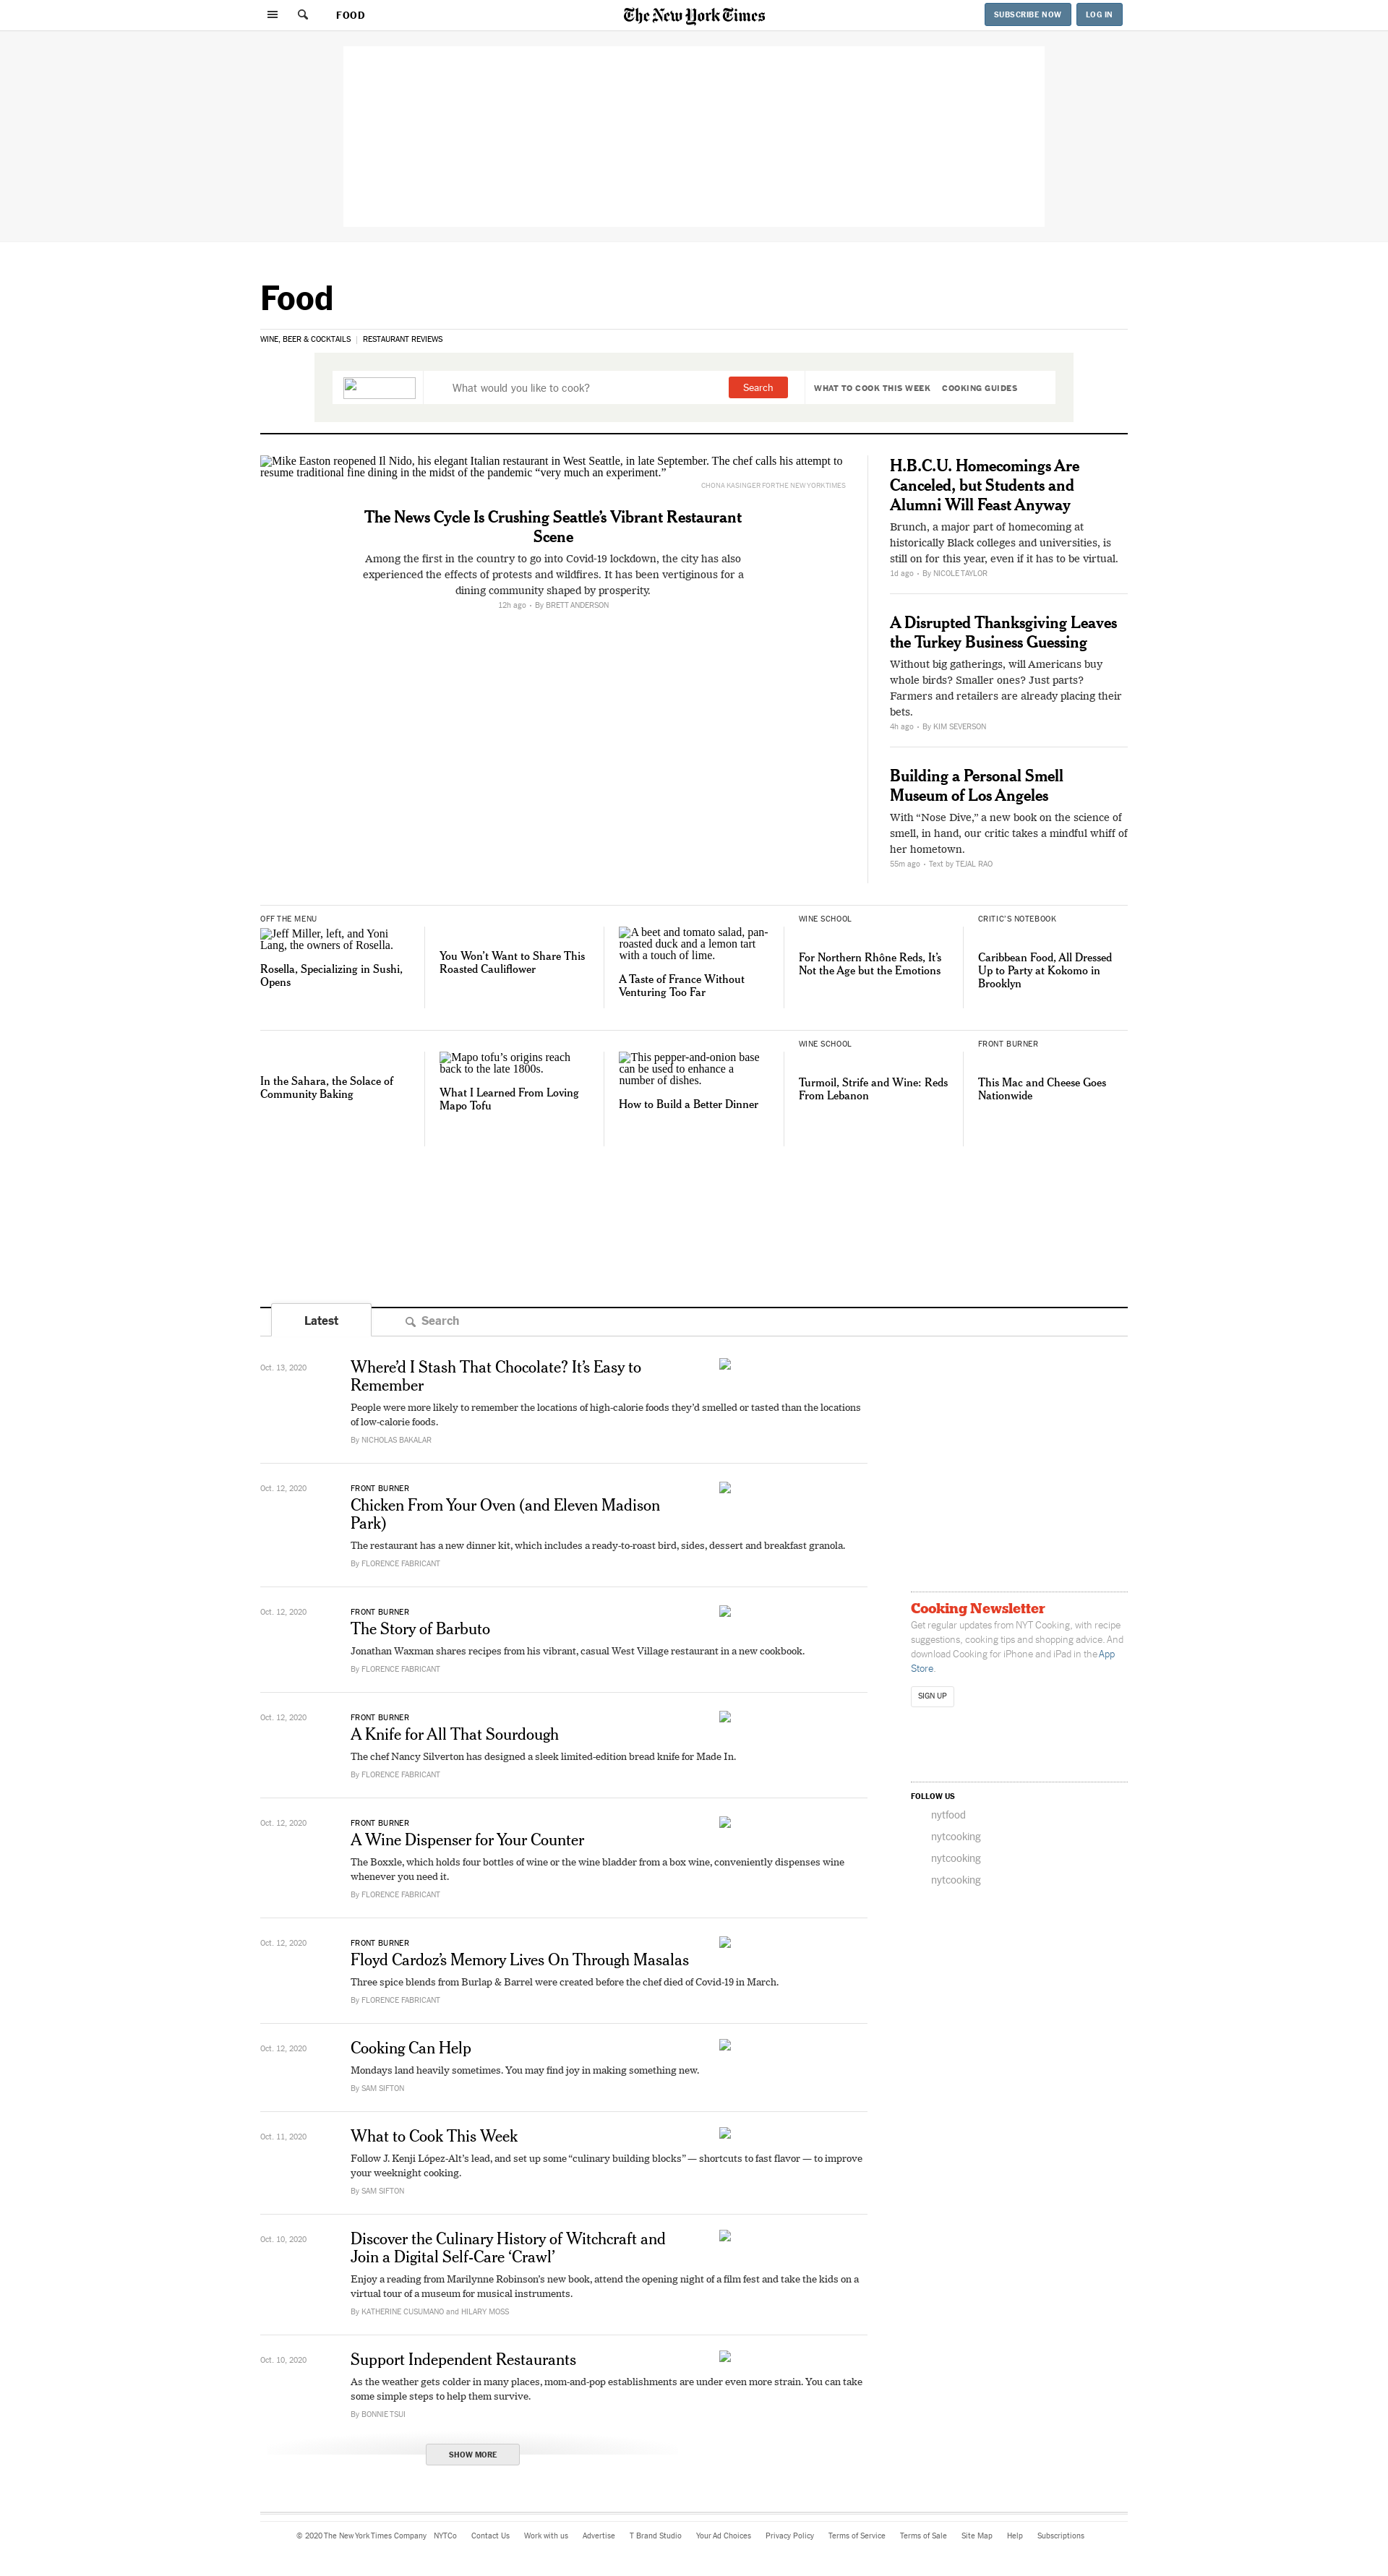 FOOD
The New York Times
SUBSCRIBE NOW
LOG IN
Food
WINE, BEER & COCKTAILS
RESTAURANT REVIEWS
What would you like to cook?
Search
WHAT TO COOK THIS WEEK
COOKING GUIDES
Mike Easton reopened Il Nido, his elegant Italian restaurant in West Seattle, in late September. The chef calls his attempt to
resume traditional fine dining in the midst of the pandemic “very much an experiment.”
CHONA KASINGER FOR THE NEW YORK TIMES
The News Cycle Is Crushing Seattle’s Vibrant Restaurant
Scene
Among the first in the country to go into Covid-19 lockdown, the city has also
experienced the effects of protests and wildfires. It has been vertiginous for a
dining community shaped by prosperity.
12h ago • By BRETT ANDERSON
H.B.C.U. Homecomings Are
Canceled, but Students and
Alumni Will Feast Anyway
Brunch, a major part of homecoming at
historically Black colleges and universities, is
still on for this year, even if it has to be virtual.
1d ago • By NICOLE TAYLOR
A Disrupted Thanksgiving Leaves
the Turkey Business Guessing
Without big gatherings, will Americans buy
whole birds? Smaller ones? Just parts?
Farmers and retailers are already placing their
bets.
4h ago • By KIM SEVERSON
Building a Personal Smell
Museum of Los Angeles
With “Nose Dive,” a new book on the science of
smell, in hand, our critic takes a mindful whiff of
her hometown.
55m ago • Text by TEJAL RAO
OFF THE MENU
Jeff Miller, left, and Yoni
Lang, the owners of Rosella.
Rosella, Specializing in Sushi,
Opens
You Won’t Want to Share This
Roasted Cauliflower
A beet and tomato salad, pan-
roasted duck and a lemon tart
with a touch of lime.
A Taste of France Without
Venturing Too Far
WINE SCHOOL
For Northern Rhône Reds, It’s
Not the Age but the Emotions
CRITIC’S NOTEBOOK
Caribbean Food, All Dressed
Up to Party at Kokomo in
Brooklyn
In the Sahara, the Solace of
Community Baking
Mapo tofu’s origins reach
back to the late 1800s.
What I Learned From Loving
Mapo Tofu
This pepper-and-onion base
can be used to enhance a
number of dishes.
How to Build a Better Dinner
WINE SCHOOL
Turmoil, Strife and Wine: Reds
From Lebanon
FRONT BURNER
This Mac and Cheese Goes
Nationwide
Latest
Search
Oct. 13, 2020
Where’d I Stash That Chocolate? It’s Easy to
Remember
People were more likely to remember the locations of high-calorie foods they’d smelled or tasted than the locations
of low-calorie foods.
By NICHOLAS BAKALAR
Oct. 12, 2020
FRONT BURNER
Chicken From Your Oven (and Eleven Madison
Park)
The restaurant has a new dinner kit, which includes a ready-to-roast bird, sides, dessert and breakfast granola.
By FLORENCE FABRICANT
Oct. 12, 2020
FRONT BURNER
The Story of Barbuto
Jonathan Waxman shares recipes from his vibrant, casual West Village restaurant in a new cookbook.
By FLORENCE FABRICANT
Oct. 12, 2020
FRONT BURNER
A Knife for All That Sourdough
The chef Nancy Silverton has designed a sleek limited-edition bread knife for Made In.
By FLORENCE FABRICANT
Oct. 12, 2020
FRONT BURNER
A Wine Dispenser for Your Counter
The Boxxle, which holds four bottles of wine or the wine bladder from a box wine, conveniently dispenses wine
whenever you need it.
By FLORENCE FABRICANT
Oct. 12, 2020
FRONT BURNER
Floyd Cardoz’s Memory Lives On Through Masalas
Three spice blends from Burlap & Barrel were created before the chef died of Covid-19 in March.
By FLORENCE FABRICANT
Oct. 12, 2020
Cooking Can Help
Mondays land heavily sometimes. You may find joy in making something new.
By SAM SIFTON
Oct. 11, 2020
What to Cook This Week
Follow J. Kenji López-Alt’s lead, and set up some “culinary building blocks” — shortcuts to fast flavor — to improve
your weeknight cooking.
By SAM SIFTON
Oct. 10, 2020
Discover the Culinary History of Witchcraft and
Join a Digital Self-Care ‘Crawl’
Enjoy a reading from Marilynne Robinson’s new book, attend the opening night of a film fest and take the kids on a
virtual tour of a museum for musical instruments.
By KATHERINE CUSUMANO and HILARY MOSS
Oct. 10, 2020
Support Independent Restaurants
As the weather gets colder in many places, mom-and-pop establishments are under even more strain. You can take
some simple steps to help them survive.
By BONNIE TSUI
SHOW MORE
Cooking Newsletter
Get regular updates from NYT Cooking, with recipe
suggestions, cooking tips and shopping advice. And
download Cooking for iPhone and iPad in the App
Store.
SIGN UP
FOLLOW US
nytfood
nytcooking
nytcooking
nytcooking
© 2020 The New York Times Company NYTCo Contact Us Work with us Advertise T Brand Studio Your Ad Choices Privacy Policy Terms of Service Terms of Sale Site Map Help Subscriptions